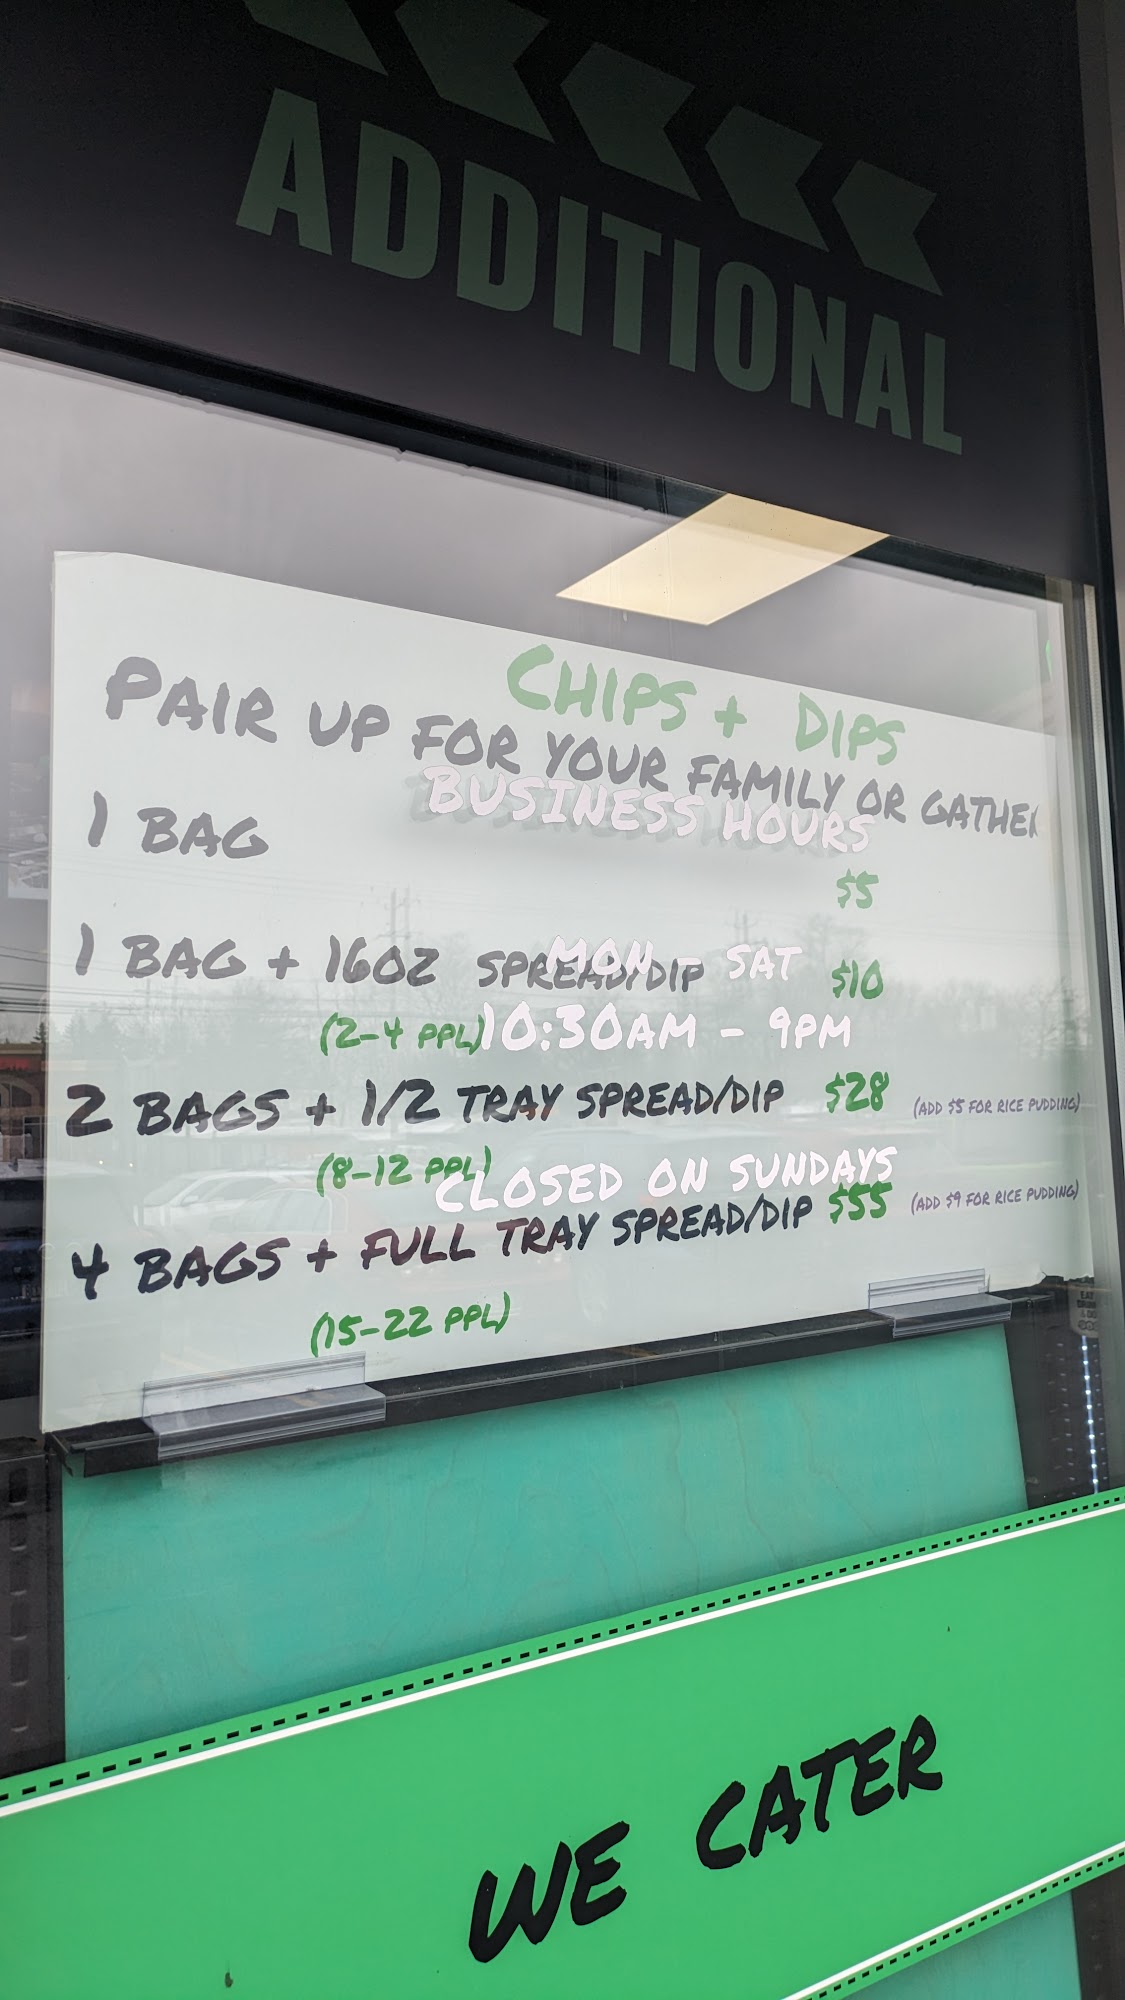 ADDITIONAL
CHIPS + DIPS
PAIR UP FOR YOUR FAMILY OR
BUSINESS HOURS
1 BAG
$5
1 BAG + 16OZ SPREAD/DIP $10
MON - SAT
(2-4 PPL)
10:30AM - 9PM
2 BAGS + 1/2 TRAY SPREAD/DIP $28 (ADD $5 FOR RICE PUDDING)
(8-12 PPL)
CLOSED ON SUNDAYS
4 BAGS + FULL TRAY SPREAD/DIP $55 (ADD $9 FOR RICE PUDDING)
(15-22 PPL)
WE CATER